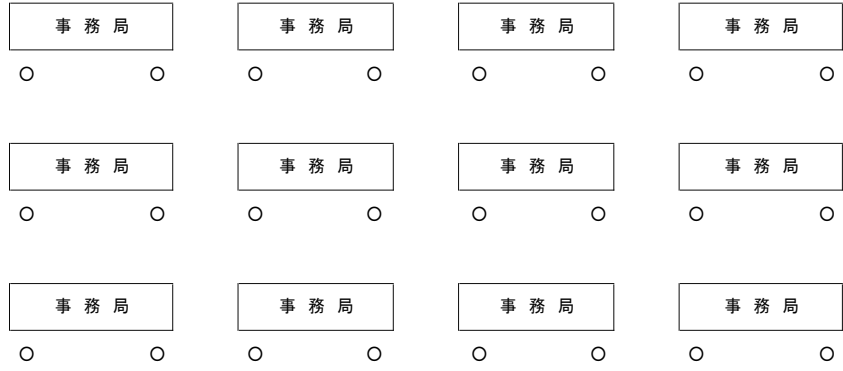 事 務 局 事 務 局 事 務 局 事 務 局
○ ○ ○ ○ ○ ○ ○ ○
事 務 局 事 務 局 事 務 局 事 務 局
○ ○ ○ ○ ○ ○ ○ ○
事 務 局 事 務 局 事 務 局 事 務 局
○ ○ ○ ○ ○ ○ ○ ○